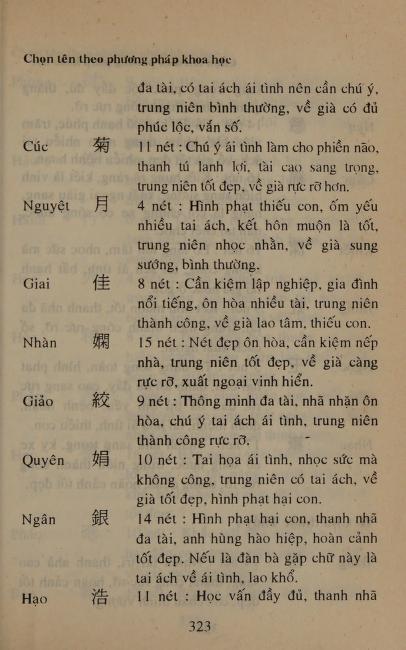 Chọn tên theo phương pháp khoa học
đa tài, có tai ách ái tình nên cần chú ý,
trung niên bình thường, về già có đủ
phúc lộc, vắn số.
Cúc 菊 11 nét : Chú ý ái tình làm cho phiền não,
thanh tú lanh lợi, tài cao sang trọng,
trung niên tốt đẹp, về già rực rỡ hơn.
Nguyệt 月 4 nét : Hình phạt thiếu con, ốm yếu
nhiều tai ách, kết hôn muộn là tốt,
trung niên nhọc nhằn, về già sung
sướng, bình thường.
Giai 佳 8 nét : Cần kiệm lập nghiệp, gia đình
nổi tiếng, ôn hòa nhiều tài, trung niên
thành công, về già lao tâm, thiếu con.
Nhàn 嫻 15 nét : Nét đẹp ôn hòa, cần kiệm nếp
nhà, trung niên tốt đẹp, về già càng
rực rỡ, xuất ngoại vinh hiển.
Giảo 絞 9 nét : Thông minh đa tài, nhã nhặn ôn
hòa, chú ý tai ách ái tình, trung niên
thành công rực rỡ.
Quyên 娟 10 nét : Tai họa ái tình, nhọc sức mà
không công, trung niên có tai ách, về
già tốt đẹp, hình phạt hại con.
Ngân 銀 14 nét : Hình phạt hại con, thanh nhã
đa tài, anh hùng hào hiệp, hoàn cảnh
tốt đẹp. Nếu là đàn bà gặp chữ này là
tai ách về ái tình, lao khổ.
Hạo 浩 11 nét : Học vấn đầy đủ, thanh nhã
323